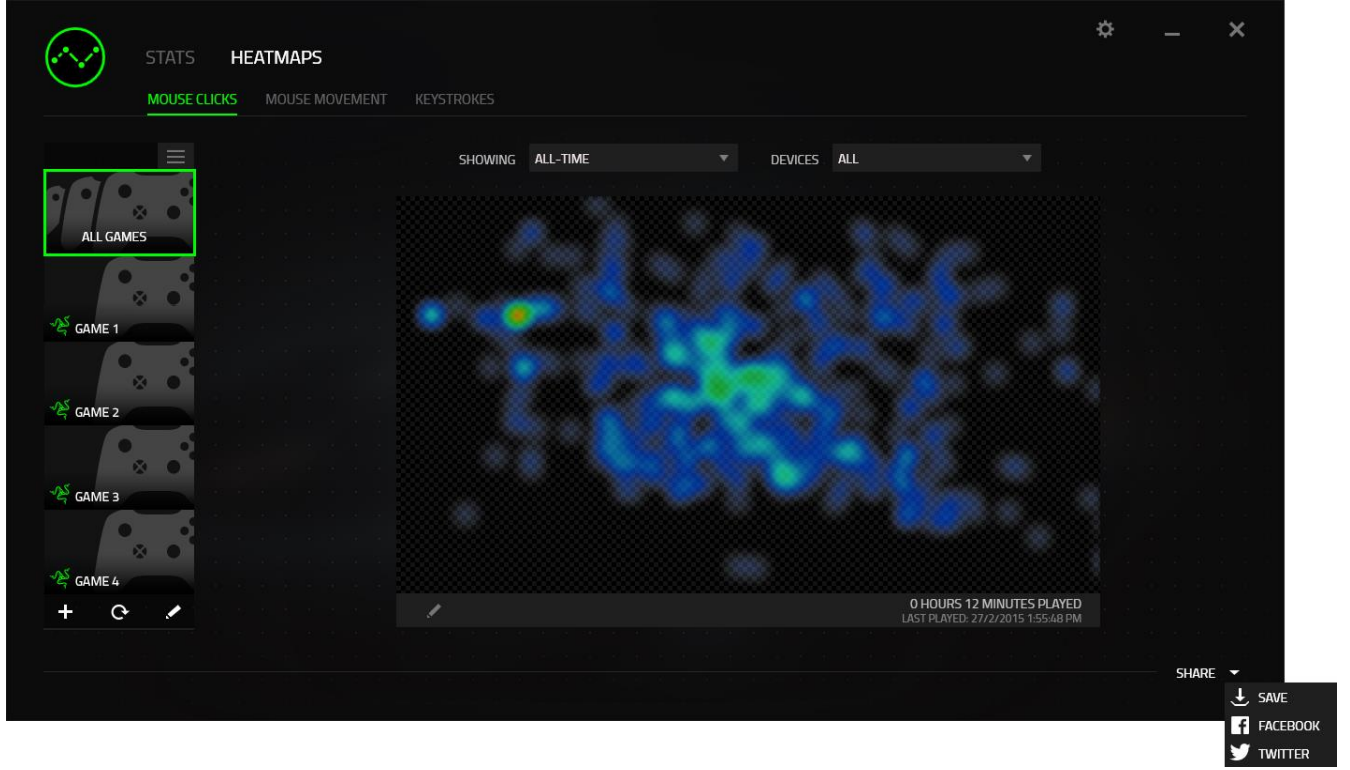 STATS HEATMAPS
MOUSE CLICKS MOUSE MOVEMENT KEYSTROKES
SHOWING ALL-TIME DEVICES ALL
ALL GAMES
GAME 1
GAME 2
GAME 3
GAME 4
0 HOURS 12 MINUTES PLAYED
LAST PLAYED: 27/2/2015 1:55:48 PM
SHARE
SAVE
FACEBOOK
TWITTER